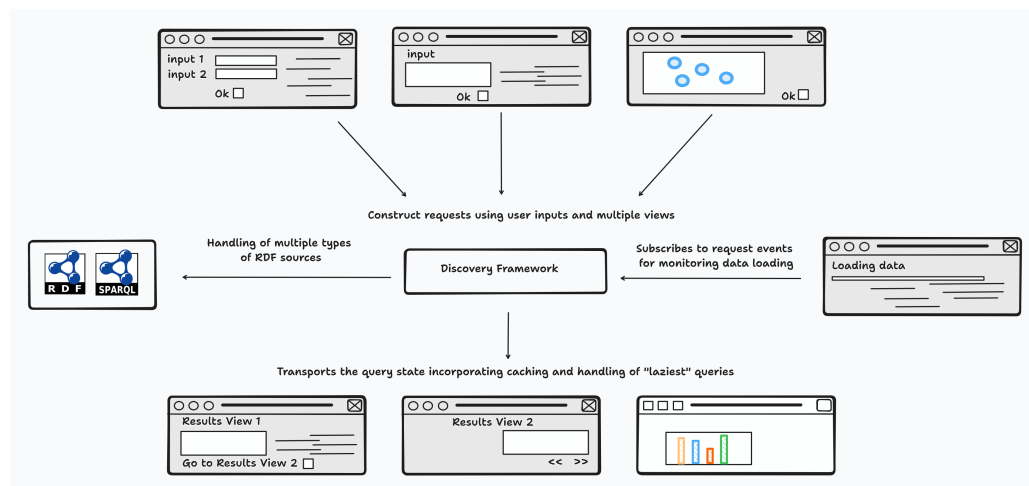 input 1
input 2
Ok
input
Ok
Ok
Construct requests using user inputs and multiple views
Handling of multiple types
of RDF sources
Discovery Framework
Subscribes to request events
for monitoring data loading
Loading data
R D F
SPARQL
Transports the query state incorporating caching and handling of "laziest" queries
Results View 1
Go to Results View 2
Results View 2
<< >>